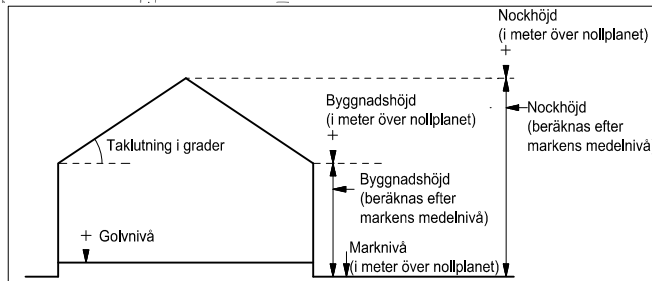 Nockhöjd
(i meter över nollplanet)
+
Byggnadshöjd
(i meter över nollplanet)
+
Nockhöjd
(beräknas efter
markens medelnivå
Taklutning i grader
Byggnadshöjd
(beräknas efter
markens medelnivå)
+ Golvnivå
Marknivå
(i meter över nollplanet)